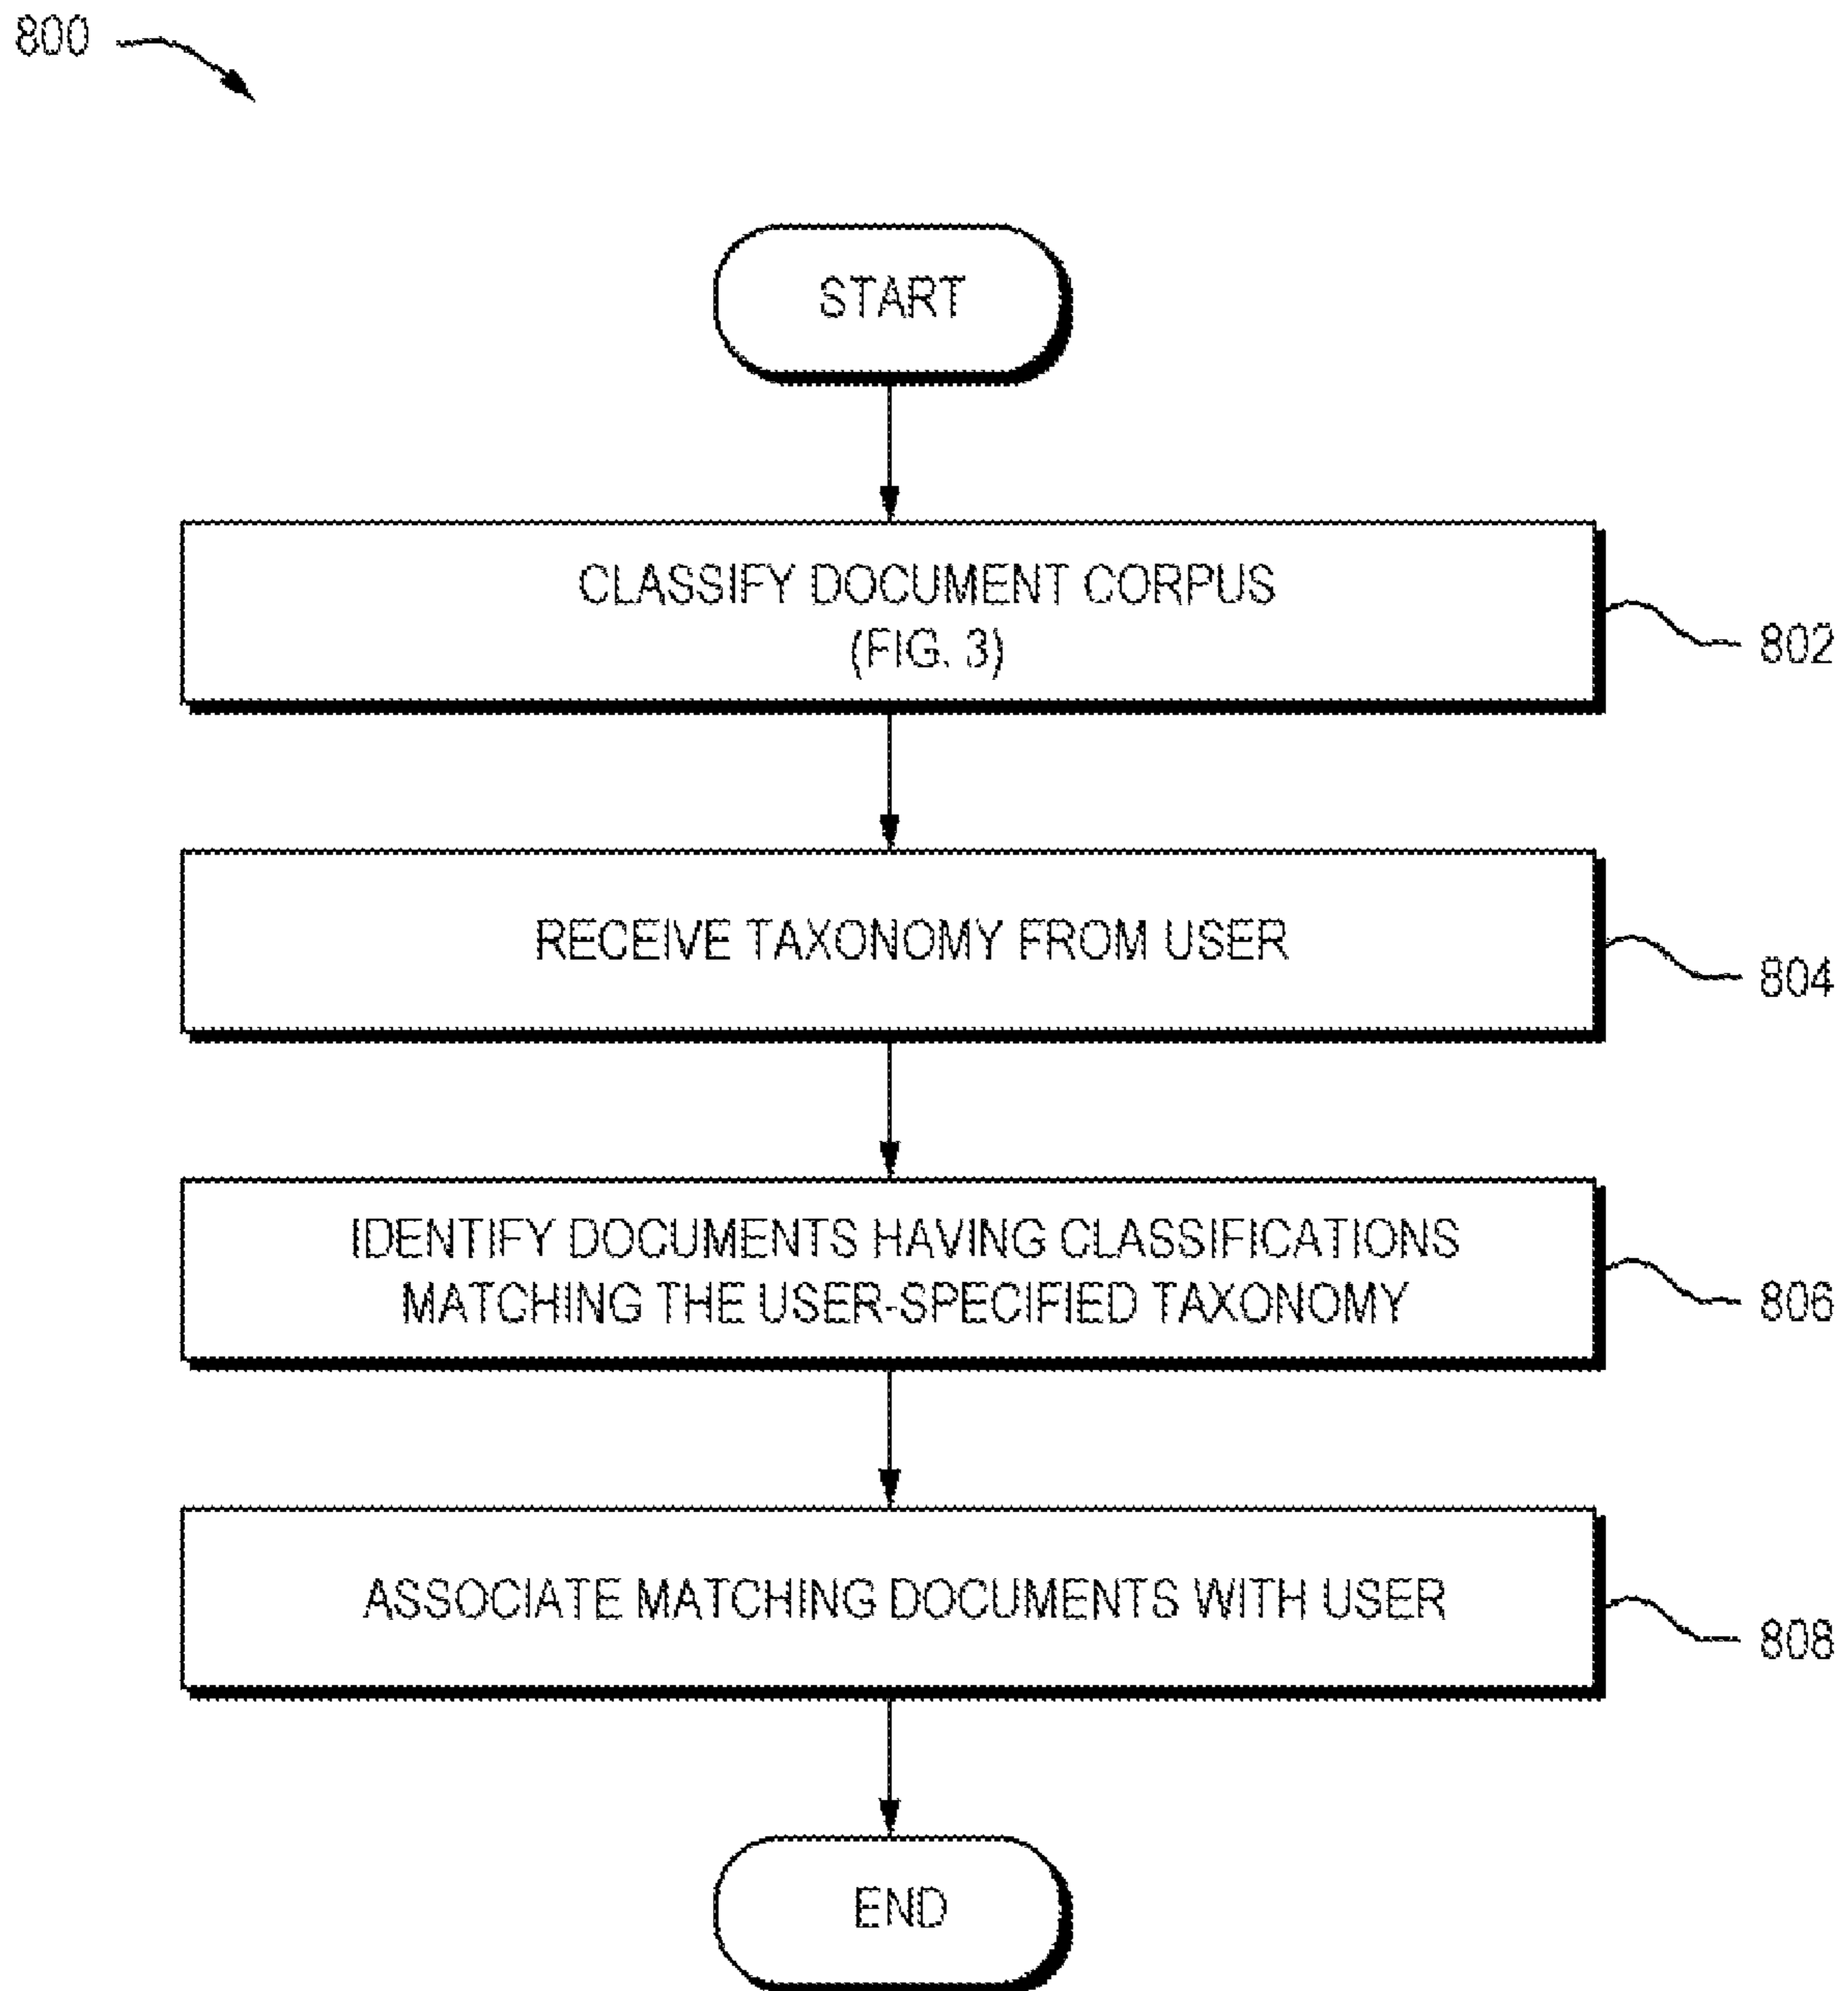 800
START
CLASSIFY DOCUMENT CORPUS
(FIG. 3)
802
RECEIVE TAXONOMY FROM USER
804
IDENTIFY DOCUMENTS HAVING CLASSIFICATIONS
MATCHING THE USER-SPECIFIED TAXONOMY
806
ASSOCIATE MATCHING DOCUMENTS WITH USER
808
END